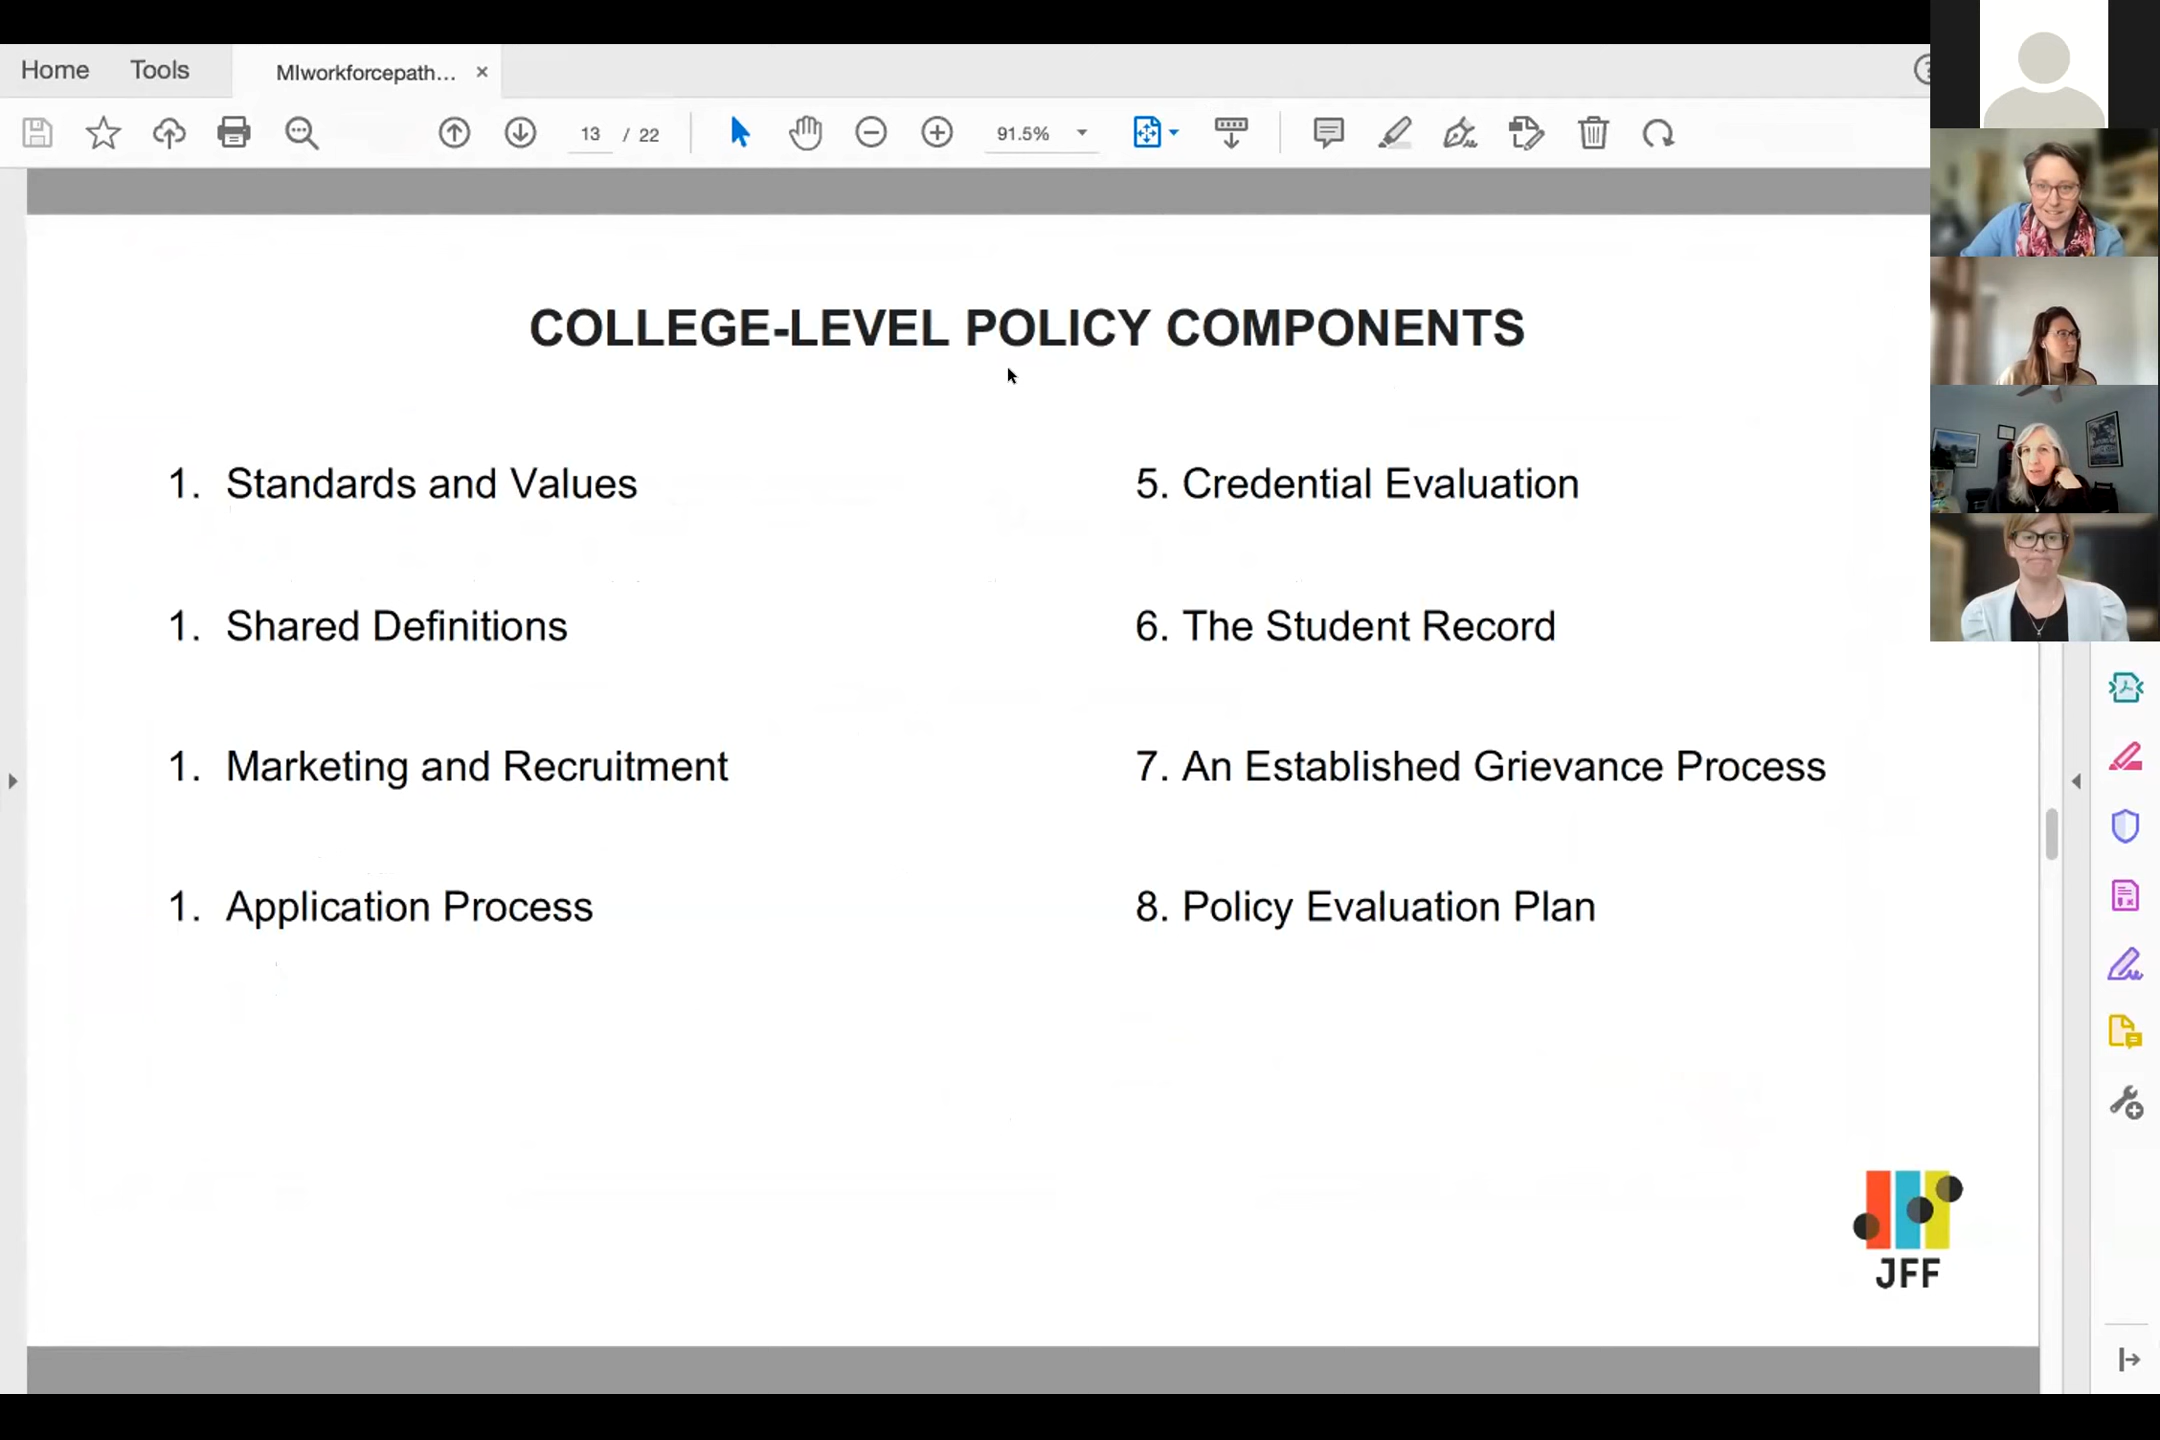 Home Tools MIworkforcepath... ×
13 / 22 91.5%
COLLEGE-LEVEL POLICY COMPONENTS
1. Standards and Values
1. Shared Definitions
1. Marketing and Recruitment
1. Application Process
5. Credential Evaluation
6. The Student Record
7. An Established Grievance Process
8. Policy Evaluation Plan
JFF